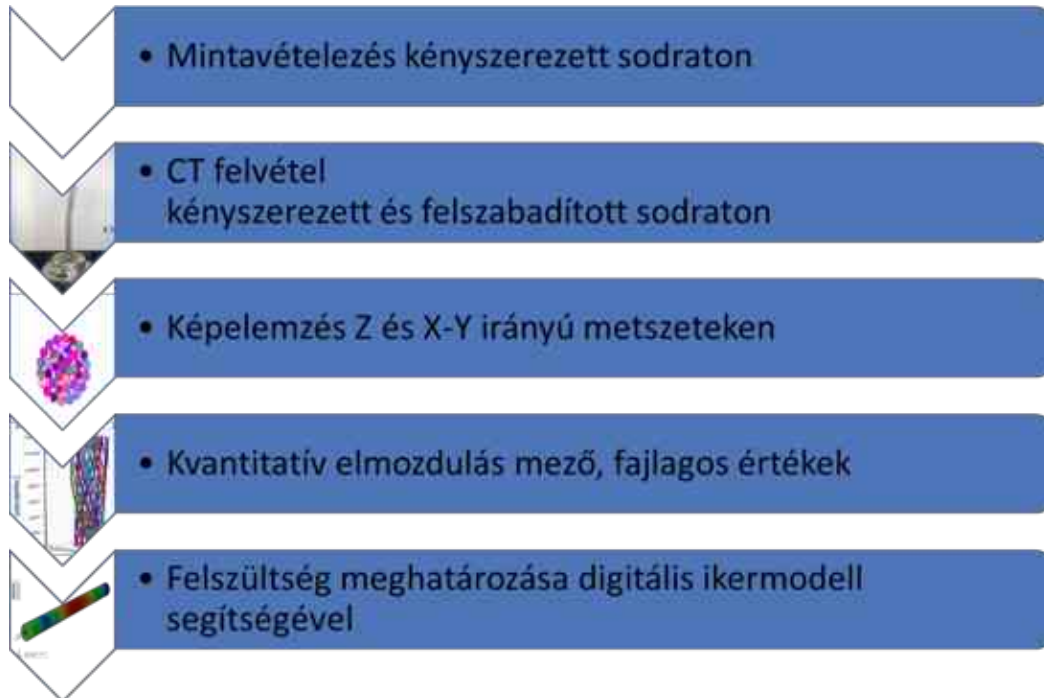 • Mintavételezés kényszerezett sodraton
• CT felvétel
kényszerezett és felszabadított sodraton
• Képelemzés Z és X-Y irányú metszeteken
• Kvantitatív elmozdulás mező, fajlagos értékek
• Felszültség meghatározása digitális ikermodell
segítségével